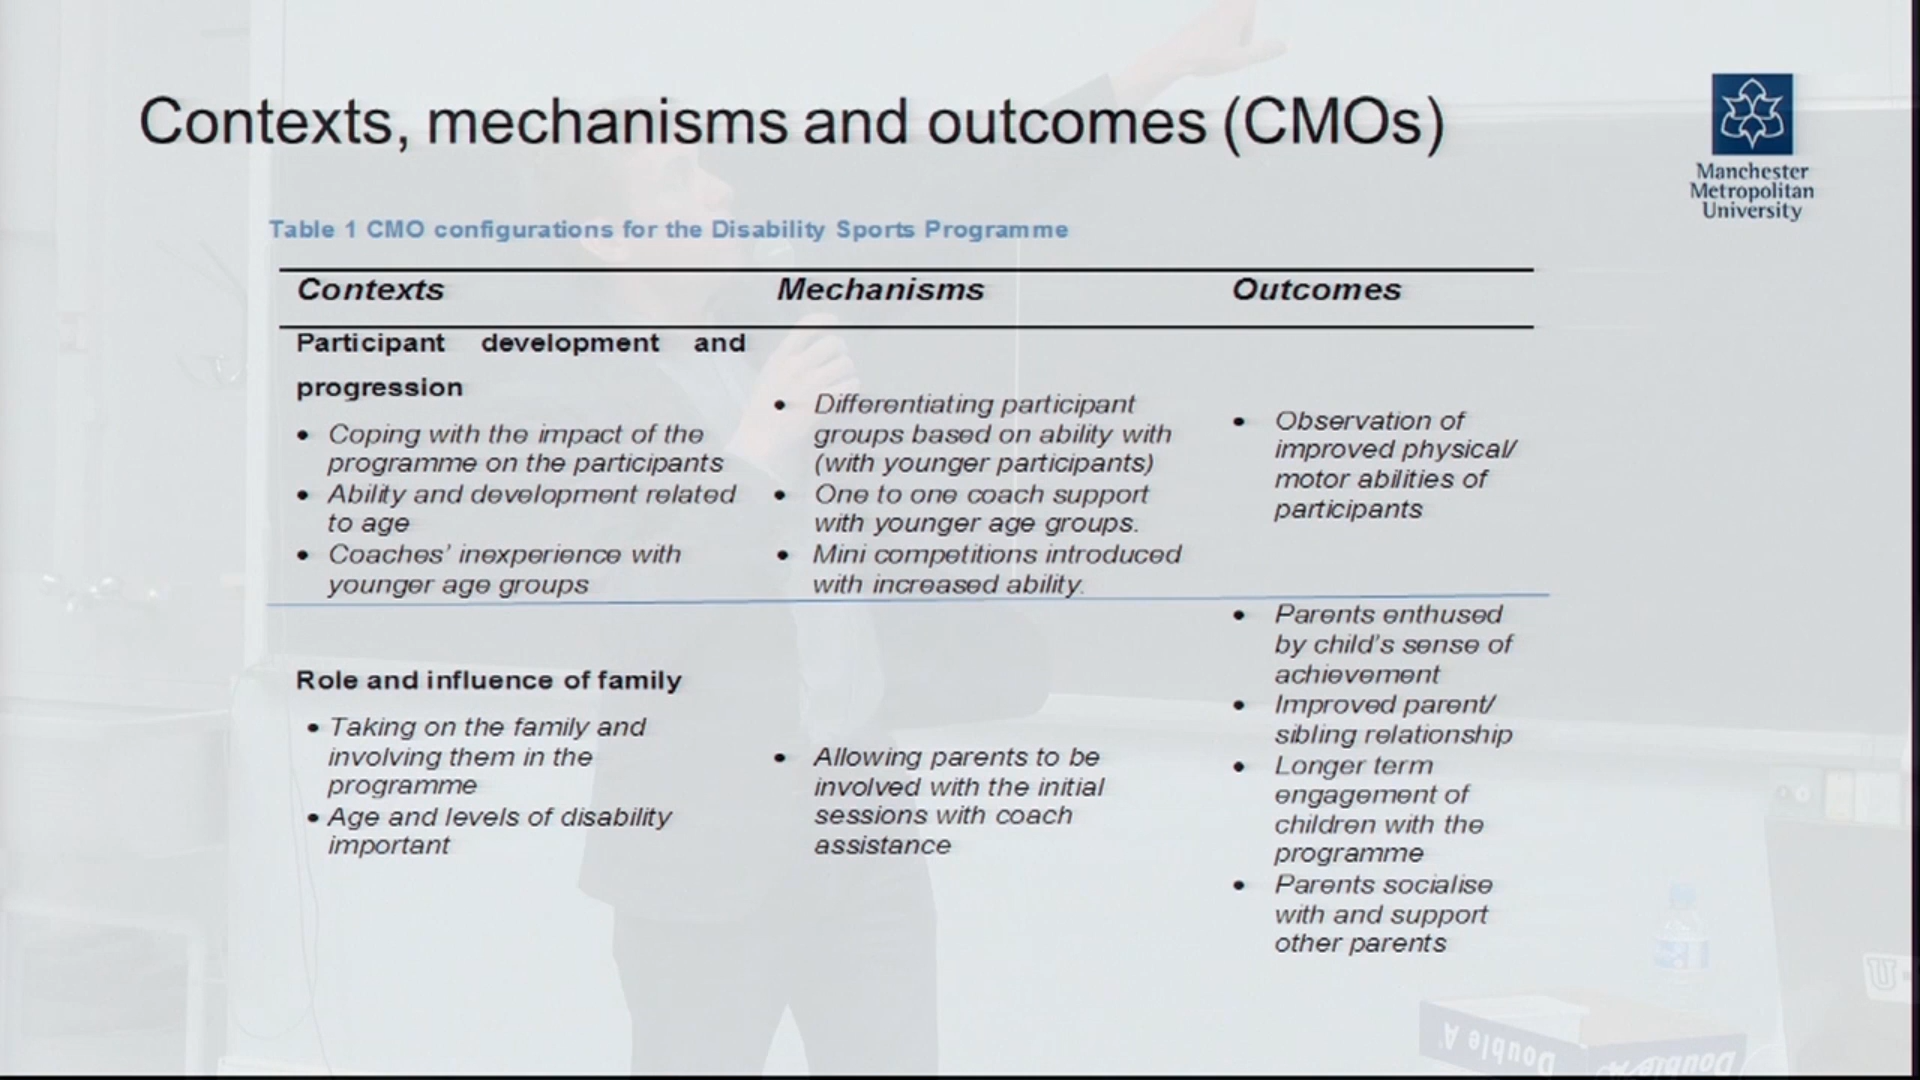 Contexts, mechanisms and outcomes (CMOs)
Manchester
Metropolitan
University
Table 1 CMO configurations for the Disability Sports Programme
Contexts
Mechanisms
Outcomes
Participant development and
progression
• Coping with the impact of the
programme on the participants
• Ability and development related
to age
• Coaches’ inexperience with
younger age groups
• Differentiating participant
groups based on ability with
(with younger participants)
• One to one coach support
with younger age groups.
• Mini competitions introduced
with increased ability.
• Observation of
improved physical/
motor abilities of
participants
Role and influence of family
• Taking on the family and
involving them in the
programme
• Age and levels of disability
important
• Allowing parents to be
involved with the initial
sessions with coach
assistance
• Parents enthused
by child’s sense of
achievement
• Improved parent/
sibling relationship
• Longer term
engagement of
children with the
programme
• Parents socialise
with and support
other parents
Double A
Double A
U